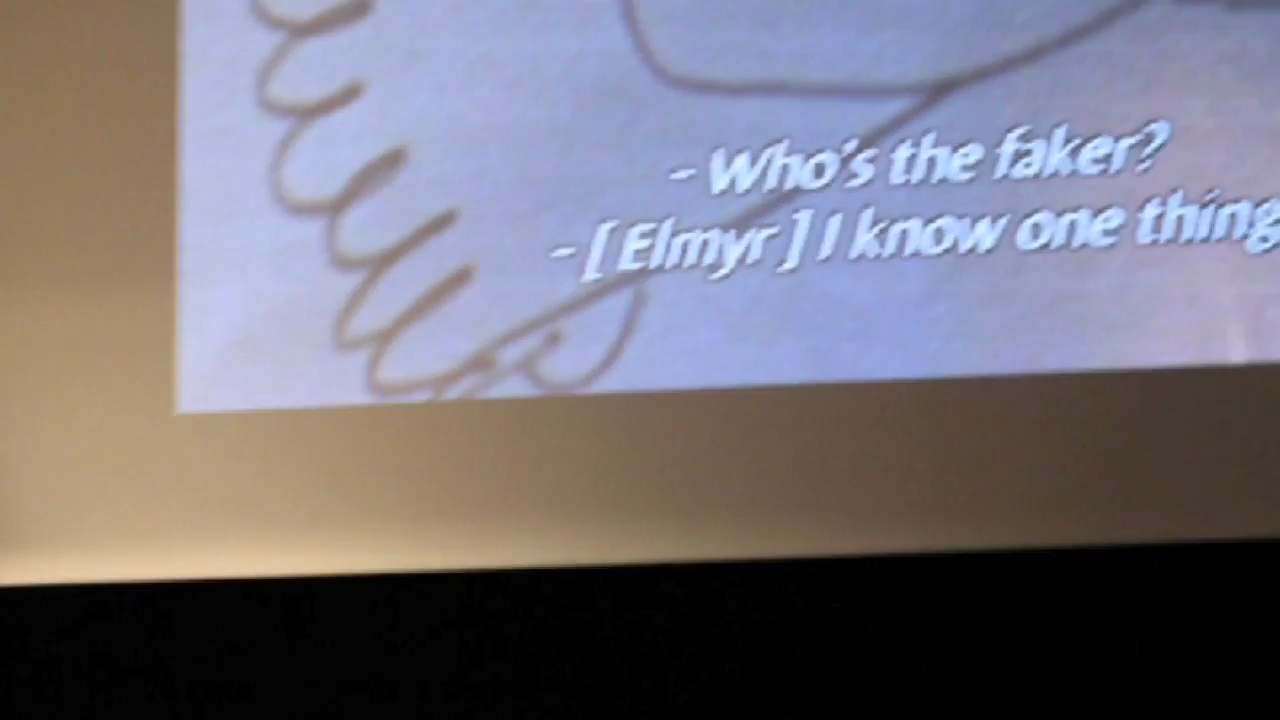 - Who's the faker?
- [ Elmyr ] I know one thing